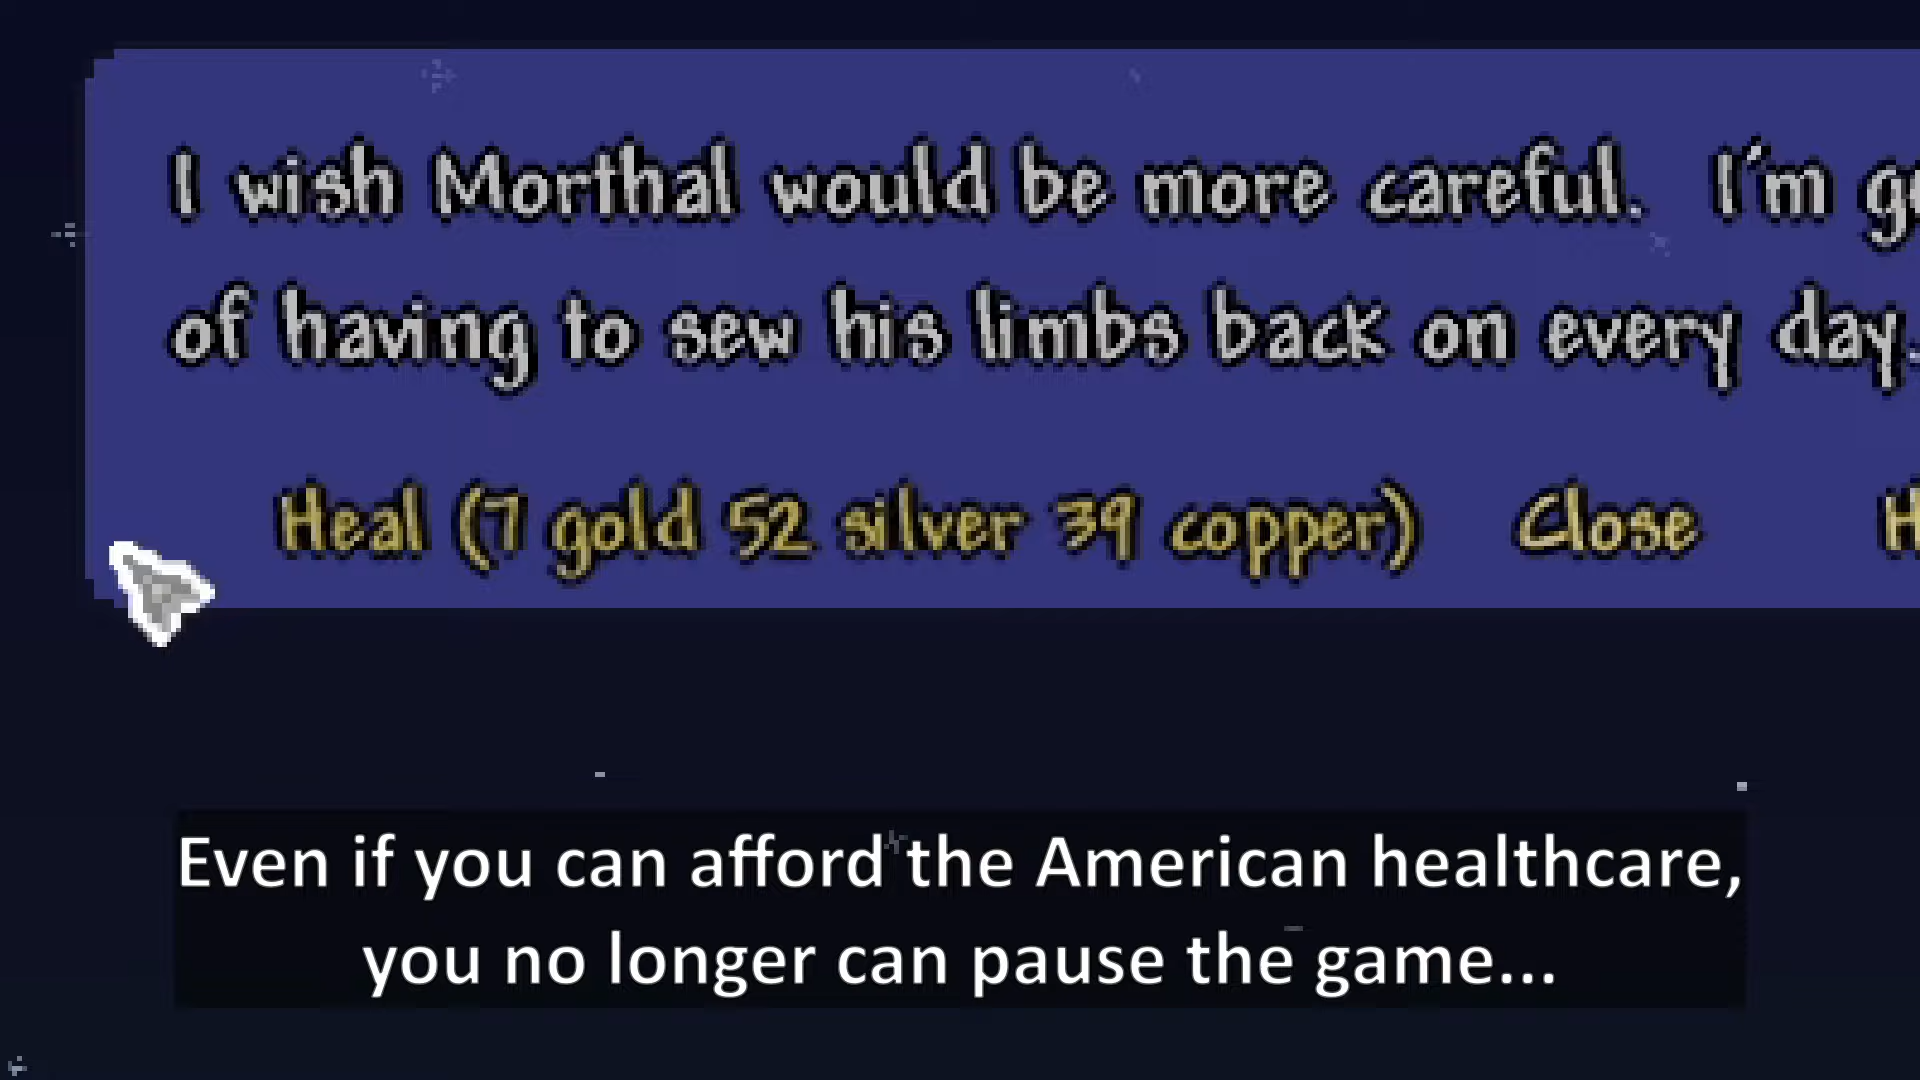 I wish Morthal would be more careful. I'm
of having to sew his limbs back on every day.
Heal (7 gold 52 silver 39 copper) Close
Even if you can afford the American healthcare,
you no longer can pause the game...